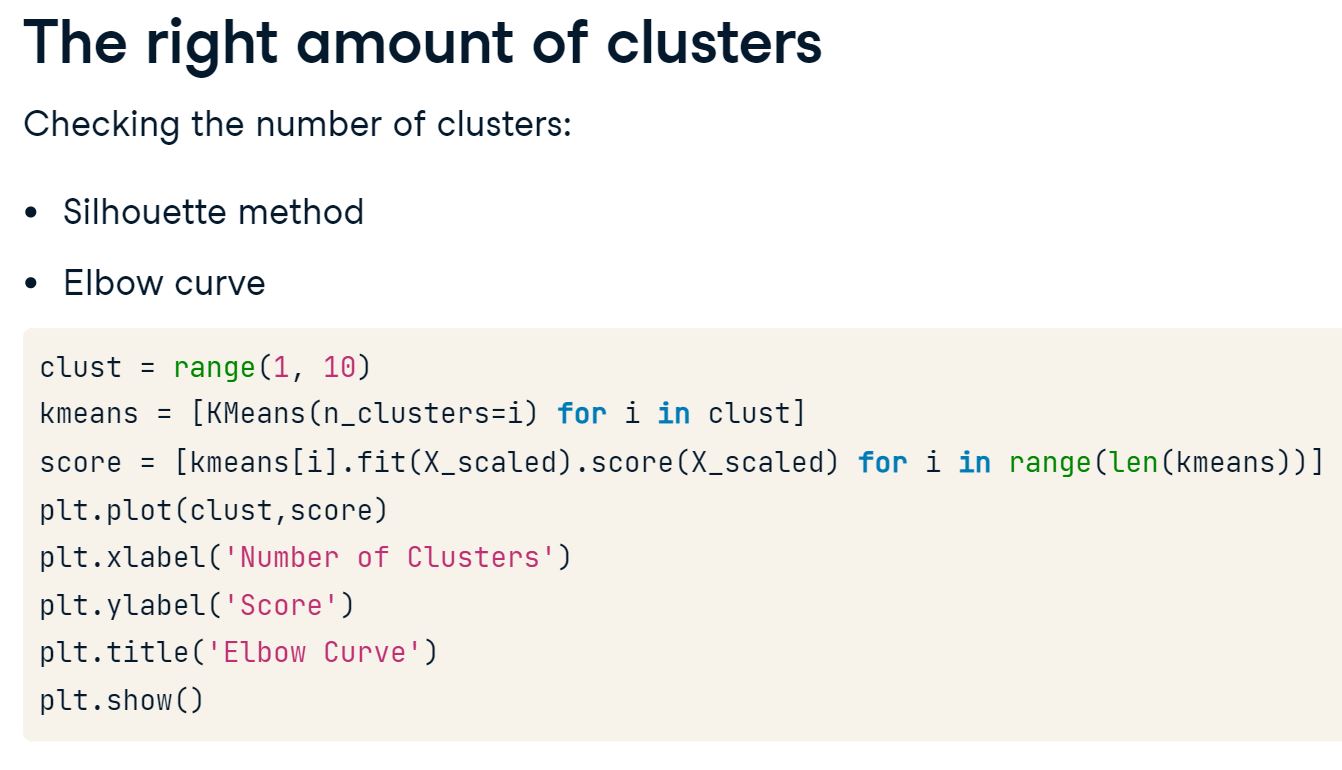 The right amount of clusters
Checking the number of clusters:
• Silhouette method
• Elbow curve
clust = range(1, 10)
kmeans = [KMeans(n_clusters=i) for i in clust]
score = [kmeans[i].fit(X_scaled).score(X_scaled) for i in range(len(kmeans))]
plt.plot(clust,score)
plt.xlabel('Number of Clusters')
plt.ylabel('Score')
plt.title('Elbow Curve')
plt.show()